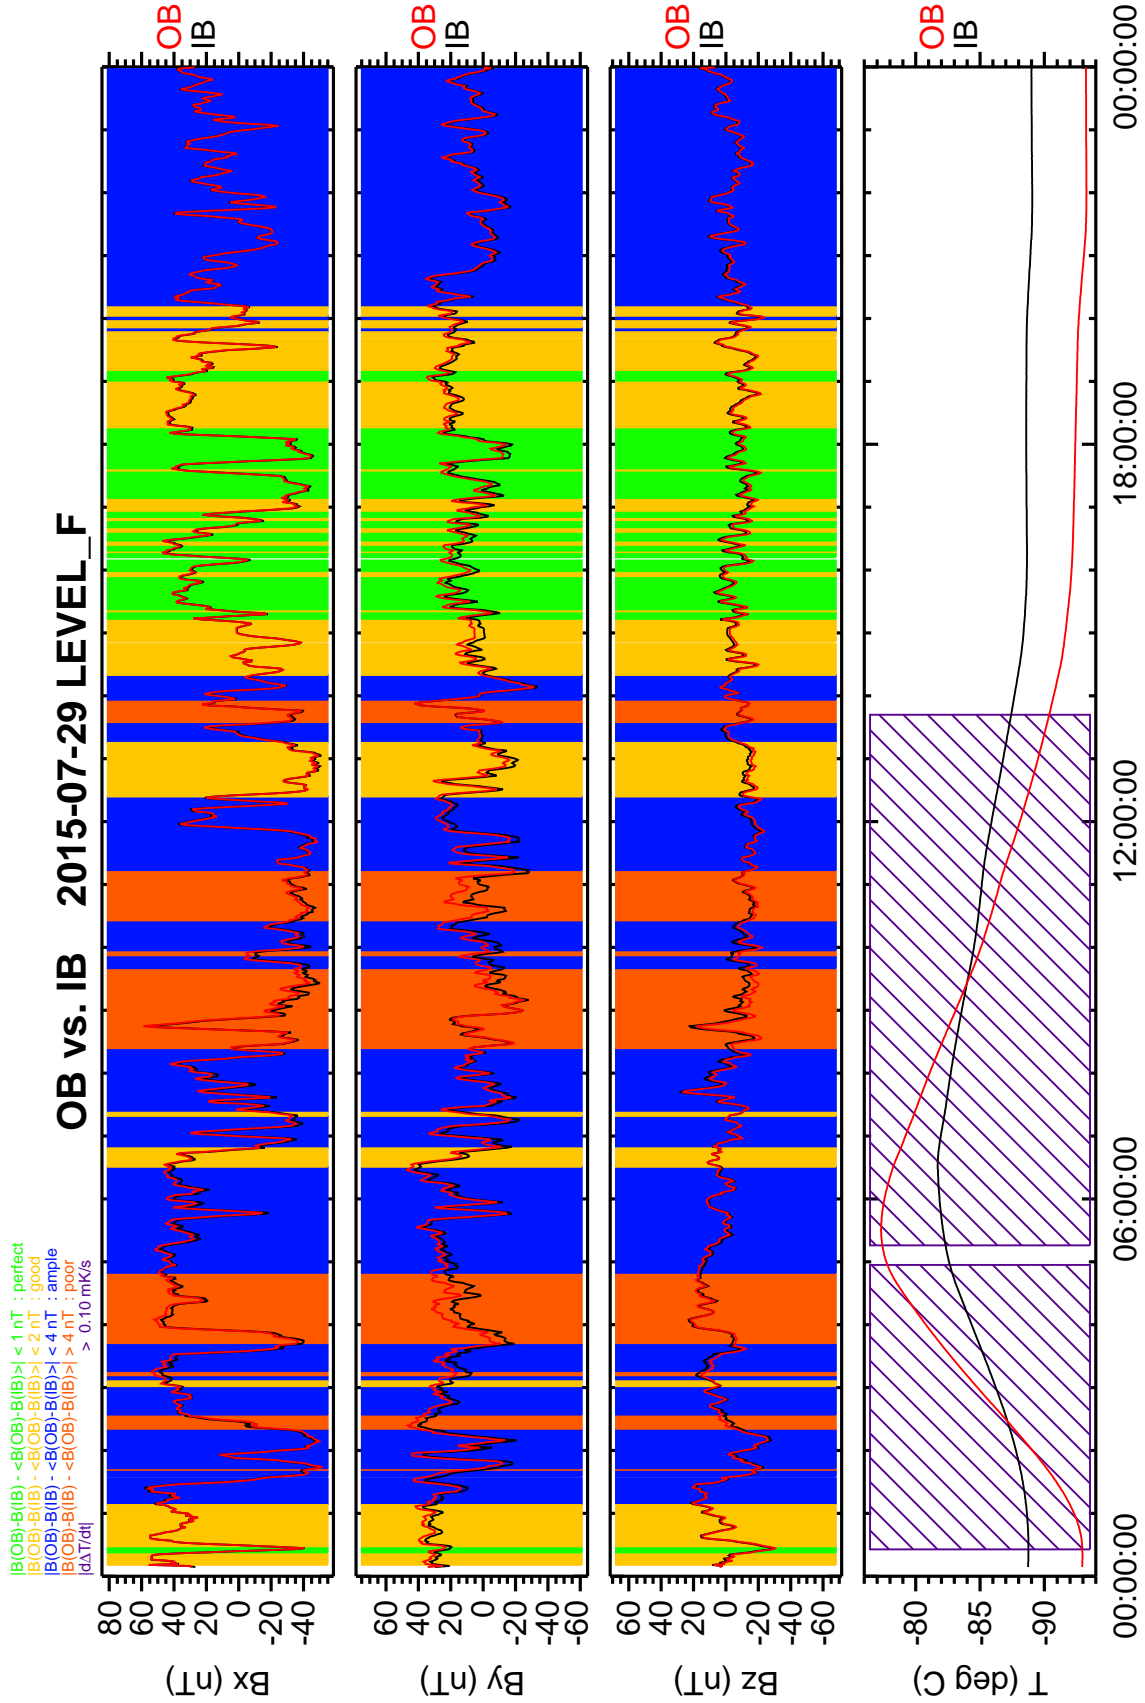 |B(OB)-B(IB) - <B(OB)-B(IB)>| < 1 nT : perfect
|B(OB)-B(IB) - <B(OB)-B(IB)>| < 2 nT : good
|B(OB)-B(IB) - <B(OB)-B(IB)>| < 4 nT : ample
|B(OB)-B(IB) - <B(OB)-B(IB)>| > 4 nT : poor
|dΔT/dt| > 0.10 mK/s
OB vs. IB 2015-07-29 LEVEL_F
Bx (nT)
80
60
40
20
0
-20
-40
OB
IB
By (nT)
60
40
20
0
-20
-40
-60
OB
IB
Bz (nT)
60
40
20
0
-20
-40
-60
OB
IB
T (deg C)
-80
-85
-90
OB
IB
00:00:00
06:00:00
12:00:00
18:00:00
00:00:00